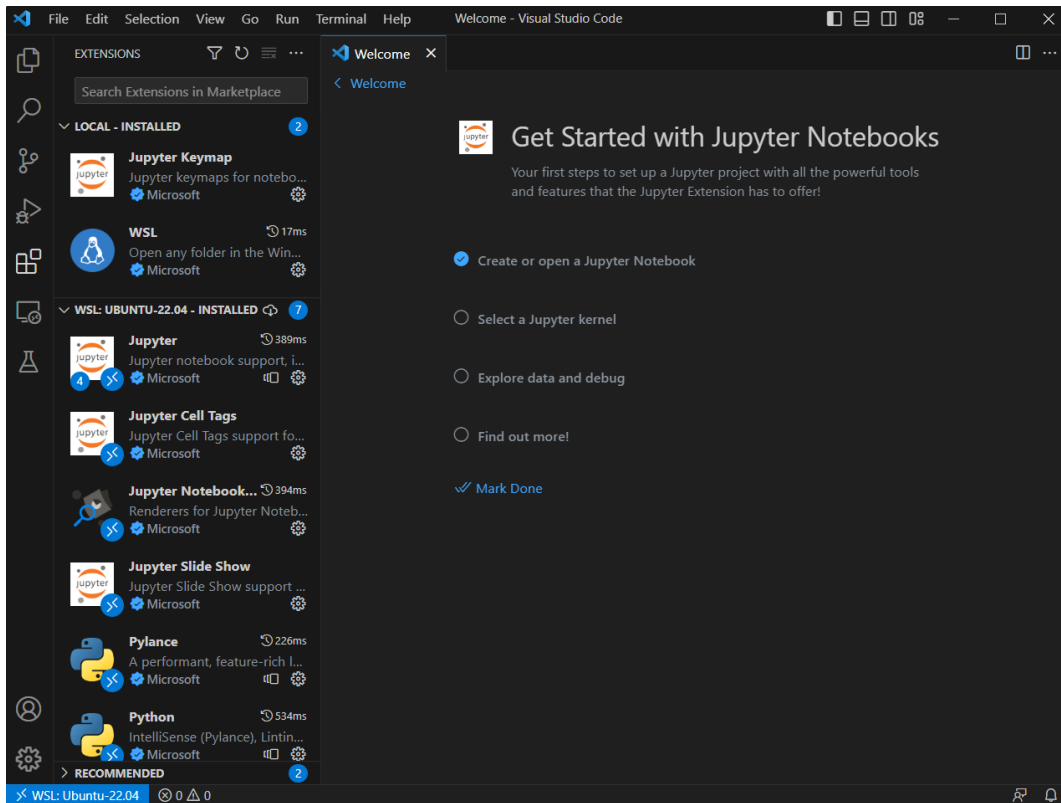 File Edit Selection View Go Run Terminal Help Welcome - Visual Studio Code
EXTENSIONS
Welcome
Search Extensions in Marketplace
Welcome
LOCAL - INSTALLED 2
Jupyter Keymap
Jupyter keymaps for notebo...
Microsoft
WSL 17ms
Open any folder in the Win...
Microsoft
WSL: UBUNTU-22.04 - INSTALLED 7
Jupyter 389ms
Jupyter notebook support, i...
4 Microsoft
Jupyter Cell Tags
Jupyter Cell Tags support fo...
Microsoft
Jupyter Notebook... 394ms
Renderers for Jupyter Noteb...
Microsoft
Jupyter Slide Show
Jupyter Slide Show support ...
Microsoft
Pylance 226ms
A performant, feature-rich l...
Microsoft
Python 534ms
IntelliSense (Pylance), Lintin...
Microsoft
RECOMMENDED 2
jupyter
jupyter
jupyter
jupyter
jupyter
Get Started with Jupyter Notebooks
Your first steps to set up a Jupyter project with all the powerful tools
and features that the Jupyter Extension has to offer!
Create or open a Jupyter Notebook
Select a Jupyter kernel
Explore data and debug
Find out more!
Mark Done
WSL: Ubuntu-22.04 0 0